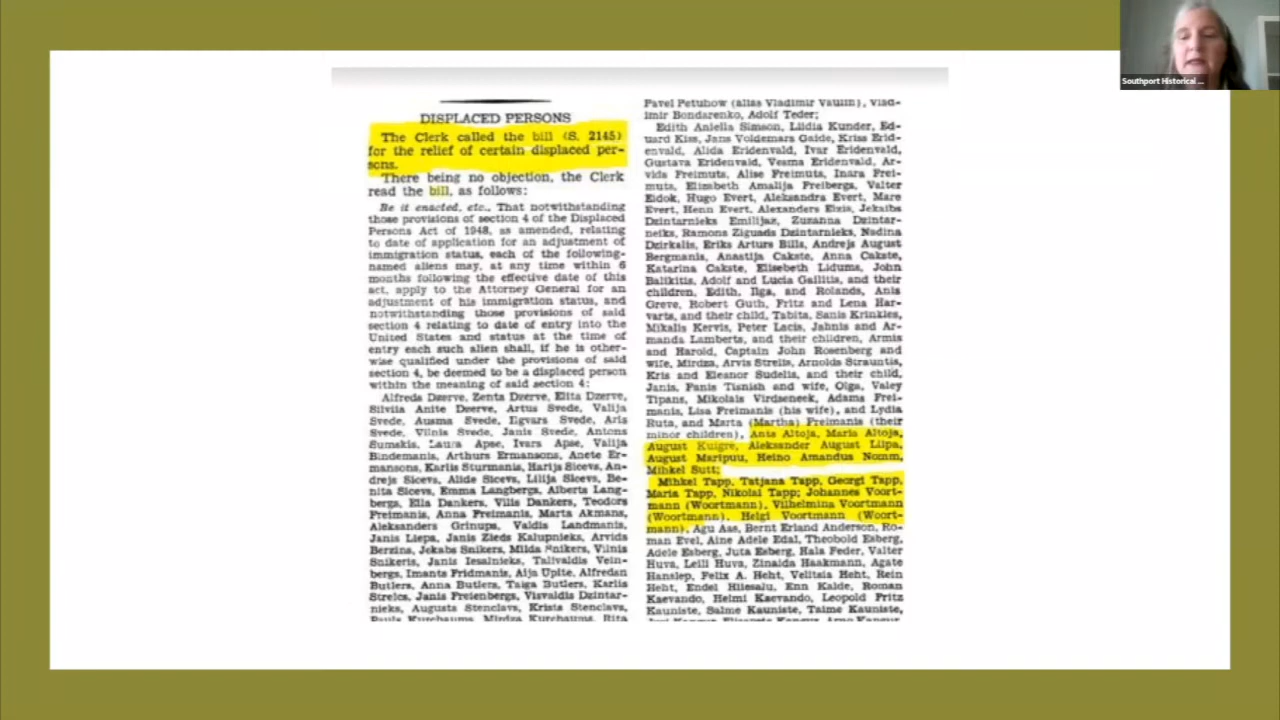 DISPLACED PERSONS
The Clerk called the bill (S. 2145)
for the relief of certain displaced per-
sons.
There being no objection, the Clerk
read the bill, as follows:
Be it enacted, etc., That notwithstanding
those provisions of section 4 of the Displaced
Persons Act of 1948, as amended, relating
to date of application for an adjustment of
immigration status, each of the following-
named aliens may, at any time within 6
months following the effective date of this
act, apply to the Attorney General for an
adjustment of his immigration status, and
notwithstanding those provisions of said
section 4 relating to date of entry into the
United States and status at the time of
entry each such alien shall, if he is other-
wise qualified under the provisions of said
section 4, be deemed to be a displaced person
within the meaning of said section 4:
Alfreds Dzerve, Zenta Dzerve, Elita Dzerve,
Silvija Anite Dzerve, Artus Svede, Valija
Svede, Ausma Svede, Egvars Svede, Aris
Svede, Vilnis Svede, Janis Svede, Antons
Sumskis, Laura Apse, Ivars Apse, Valija
Bindemanis, Arthurs Ermansons, Anete Er-
mansons, Karlis Sturmanis, Harijs Sicevs, An-
drejs Sicevs, Alide Sicevs, Lilija Sicevs, Be-
nita Sicevs, Emma Langbergs, Alberts Lang-
bergs, Ella Dankers, Vilis Dankers, Teodors
Freimanis, Anna Freimanis, Marta Akmans,
Aleksanders Grinups, Valdis Landmanis,
Janis Liepa, Janis Zieds Kalupnieks, Arvids
Berzins, Jekabs Snikers, Milda Snikers, Vilnis
Snikeris, Janis Iesalnieks, Talivaldis Vein-
bergs, Imants Fridmanis, Aija Upite, Alfredan
Butlers, Anna Butlers, Taiga Butlers, Karlis
Strelcs, Janis Freienbergs, Visvaldis Dzintar-
nieks, Augusts Stenclavs, Krists Stenclavs,
Pauls Kurchaums, Mirdza Kurchaums, Rita
Pavel Petuhow (alias Vladimir Vaulin), Vlad-
imir Bondarenko, Adolf Teder;
Edith Aniella Simson, Liidia Kunder, Ed-
uard Kiss, Jans Voldemars Gaide, Kriss Erid-
envald, Alida Eridenvald, Ivar Eridenvald,
Gustavs Eridenvald, Vesma Eridenvald, Ar-
vids Freimuts, Alise Freimuts, Inara Frei-
muts, Elizabeth Amalija Freibergs, Valter
Eidok, Hugo Evert, Aleksandra Evert, Mare
Evert, Henn Evert, Alexanders Elzis, Jekaibs
Dzintarnieks Emilijas, Zuzanna Dzintar-
neiks, Ramons Ziguads Dzintarnieks, Nadina
Dzirkalis, Eriks Arturs Bills, Andrejs August
Bergmanis, Anastija Cakste, Anna Cakste,
Katarina Cakste, Elisebeth Lidums, John
Balikitis, Adolf and Lucia Gallitis, and their
children, Edith, Ilga, and Rolands, Anis
Greve, Robert Guth, Fritz and Lena Har-
varts, and their child, Tabita, Sanis Krinkles,
Mikalis Kervis, Peter Lacis, Jahnis and Ar-
manda Lamberts, and their children, Armis
and Harold, Captain John Rosenberg and
wife, Mirdza, Arvis Strelis, Arnolds Strauntis,
Kris and Eleanor Sudelis, and their child,
Janis, Fanis Tisnish and wife, Olga, Valey
Tipans, Mikolais Virdseneek, Adams Frei-
manis, Lisa Freimanis (his wife), and Lydia
Ruta, and Marta (Martha) Freimanis (their
minor children), Ants Altoja, Maria Altoja,
August Kuigre, Aleksander August Lilpa,
August Maripuu, Heino Amandus Nomm,
Mihkel Sutt;
Mihkel Tapp, Tatjana Tapp, Georgi Tapp,
Maria Tapp, Nikolai Tapp; Johannes Voort-
mann (Woortmann), Vilhelmina Voortmann
(Woortmann), Helgi Voortmann (Woort-
mann), Agu Aas, Bernt Erland Anderson, Ro-
man Evel, Aine Adele Edal, Theobold Esberg,
Adele Esberg, Juta Esberg, Hala Feder, Valter
Huva, Leili Huva, Zinaida Haakmann, Agate
Hanslep, Felix A. Heht, Velitsia Heht, Rein
Heht, Endel Hilesalu, Enn Kalde, Roman
Kaevando, Helmi Kaevando, Leopold Fritz
Kauniste, Salme Kauniste, Taime Kauniste,
Southport Historical ...